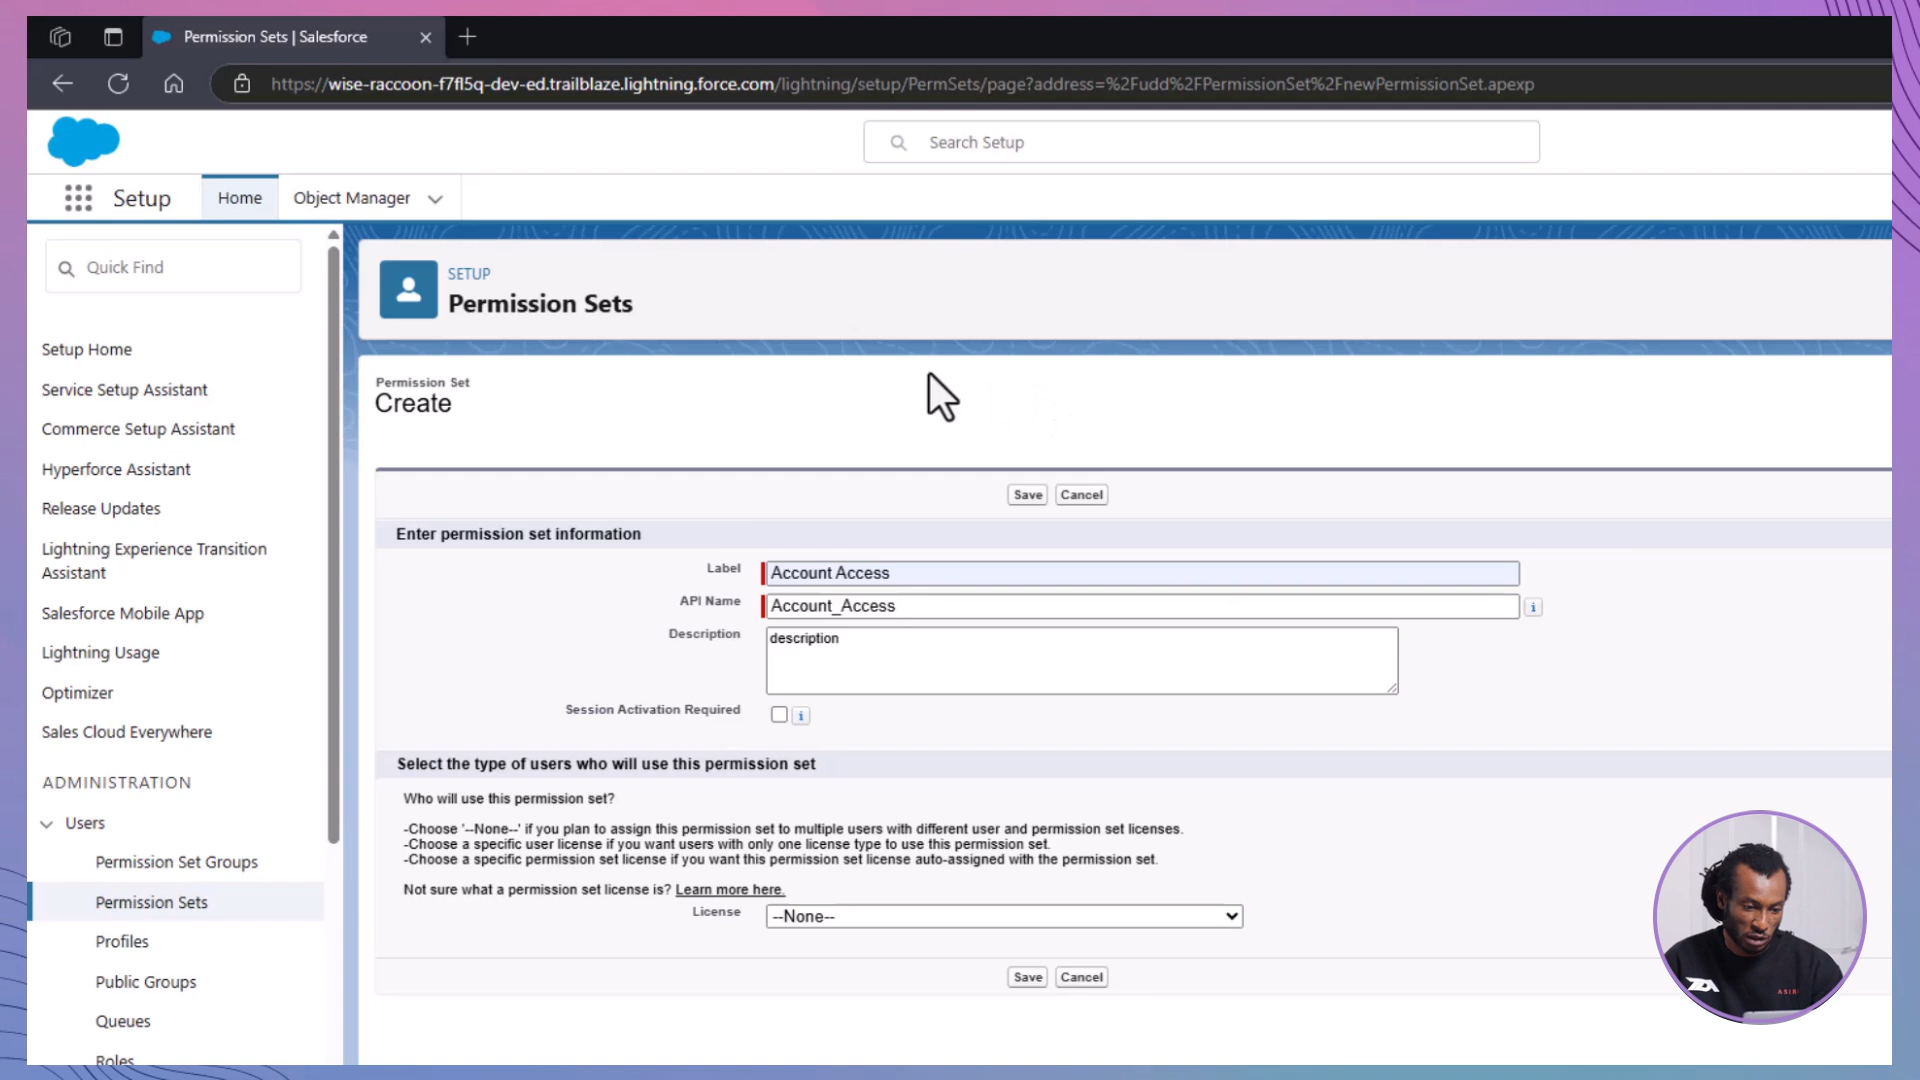 Permission Sets | Salesforce
https://wise-raccoon-f7fl5q-dev-ed.trailblaze.lightning.force.com/lightning/setup/PermSets/page?address=%2Fudd%2FPermissionSet%2FnewPermissionSet.apexp
Search Setup
Setup
Home
Object Manager
Quick Find
SETUP
Permission Sets
Setup Home
Service Setup Assistant
Commerce Setup Assistant
Hyperforce Assistant
Release Updates
Lightning Experience Transition
Assistant
Salesforce Mobile App
Lightning Usage
Optimizer
Sales Cloud Everywhere
ADMINISTRATION
Users
Permission Set Groups
Permission Sets
Profiles
Public Groups
Queues
Roles
Permission Set
Create
Save Cancel
Enter permission set information
Label Account Access
API Name Account_Access
Description description
Session Activation Required
Select the type of users who will use this permission set
Who will use this permission set?
-Choose '--None--' if you plan to assign this permission set to multiple users with different user and permission set licenses.
-Choose a specific user license if you want users with only one license type to use this permission set.
-Choose a specific permission set license if you want this permission set license auto-assigned with the permission set.
Not sure what a permission set license is? Learn more here.
License --None--
Save Cancel